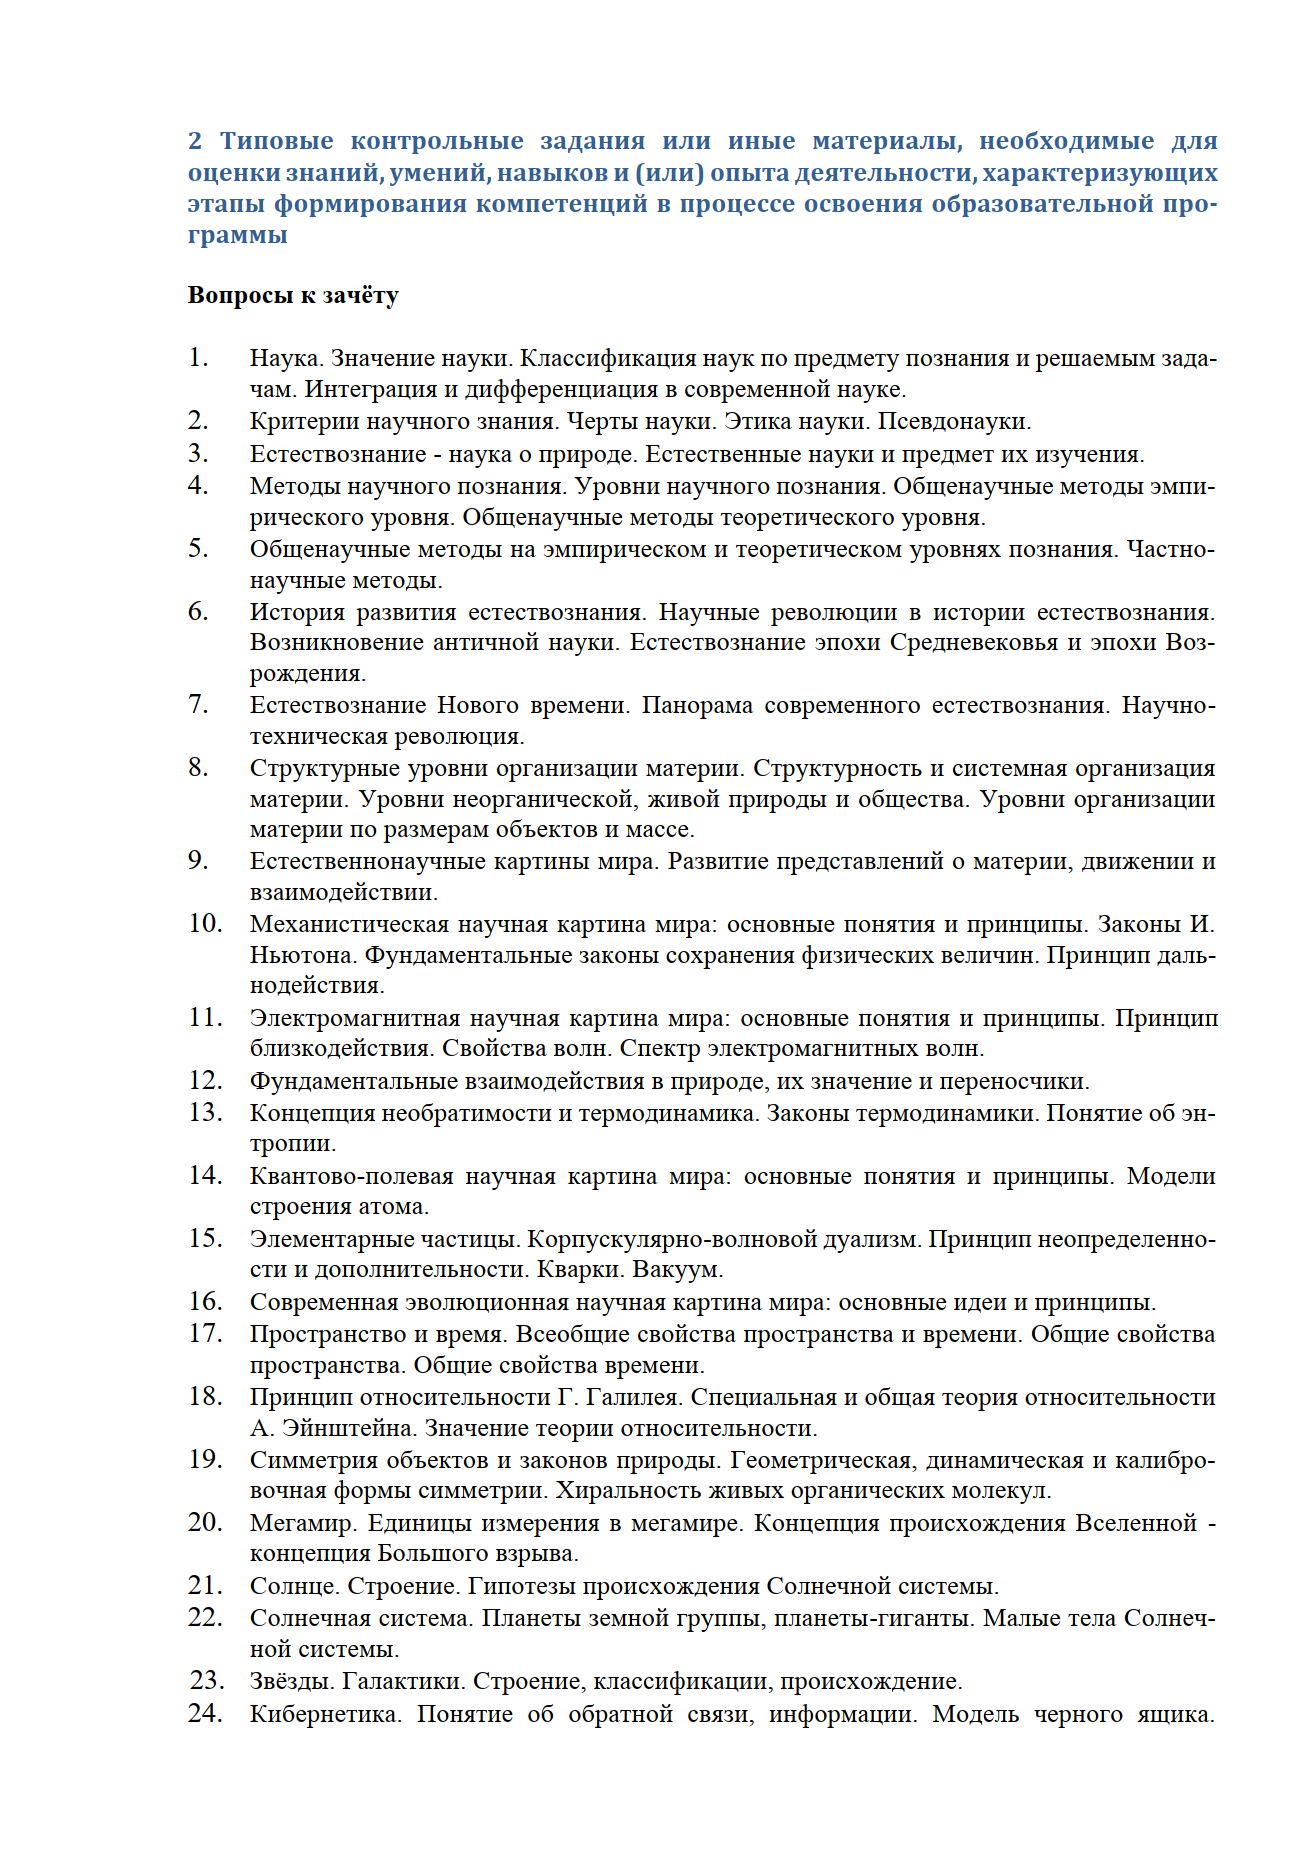 2 Типовые контрольные задания или иные материалы, необходимые для
оценки знаний, умений, навыков и (или) опыта деятельности, характеризующих
этапы формирования компетенций в процессе освоения образовательной про-
граммы
Вопросы к зачёту
1. Наука. Значение науки. Классификация наук по предмету познания и решаемым зада-
чам. Интеграция и дифференциация в современной науке.
2. Критерии научного знания. Черты науки. Этика науки. Псевдонауки.
3. Естествознание - наука о природе. Естественные науки и предмет их изучения.
4. Методы научного познания. Уровни научного познания. Общенаучные методы эмпи-
рического уровня. Общенаучные методы теоретического уровня.
5. Общенаучные методы на эмпирическом и теоретическом уровнях познания. Частно-
научные методы.
6. История развития естествознания. Научные революции в истории естествознания.
Возникновение античной науки. Естествознание эпохи Средневековья и эпохи Воз-
рождения.
7. Естествознание Нового времени. Панорама современного естествознания. Научно-
техническая революция.
8. Структурные уровни организации материи. Структурность и системная организация
материи. Уровни неорганической, живой природы и общества. Уровни организации
материи по размерам объектов и массе.
9. Естественнонаучные картины мира. Развитие представлений о материи, движении и
взаимодействии.
10. Механистическая научная картина мира: основные понятия и принципы. Законы И.
Ньютона. Фундаментальные законы сохранения физических величин. Принцип даль-
нодействия.
11. Электромагнитная научная картина мира: основные понятия и принципы. Принцип
близкодействия. Свойства волн. Спектр электромагнитных волн.
12. Фундаментальные взаимодействия в природе, их значение и переносчики.
13. Концепция необратимости и термодинамика. Законы термодинамики. Понятие об эн-
тропии.
14. Квантово-полевая научная картина мира: основные понятия и принципы. Модели
строения атома.
15. Элементарные частицы. Корпускулярно-волновой дуализм. Принцип неопределенно-
сти и дополнительности. Кварки. Вакуум.
16. Современная эволюционная научная картина мира: основные идеи и принципы.
17. Пространство и время. Всеобщие свойства пространства и времени. Общие свойства
пространства. Общие свойства времени.
18. Принцип относительности Г. Галилея. Специальная и общая теория относительности
А. Эйнштейна. Значение теории относительности.
19. Симметрия объектов и законов природы. Геометрическая, динамическая и калибро-
вочная формы симметрии. Хиральность живых органических молекул.
20. Мегамир. Единицы измерения в мегамире. Концепция происхождения Вселенной -
концепция Большого взрыва.
21. Солнце. Строение. Гипотезы происхождения Солнечной системы.
22. Солнечная система. Планеты земной группы, планеты-гиганты. Малые тела Солнеч-
ной системы.
23. Звёзды. Галактики. Строение, классификации, происхождение.
24. Кибернетика. Понятие об обратной связи, информации. Модель черного ящика.